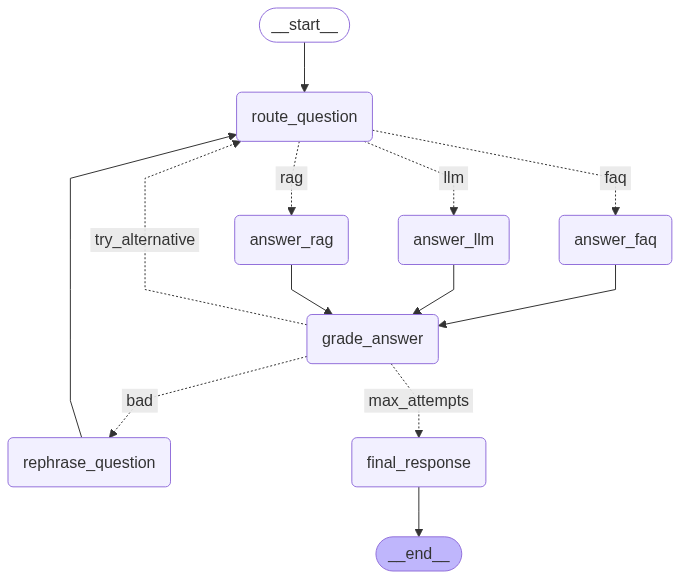 __start__
route_question
rag
llm
faq
try_alternative
answer_rag
answer_llm
answer_faq
grade_answer
bad
max_attempts
rephrase_question
final_response
__end__